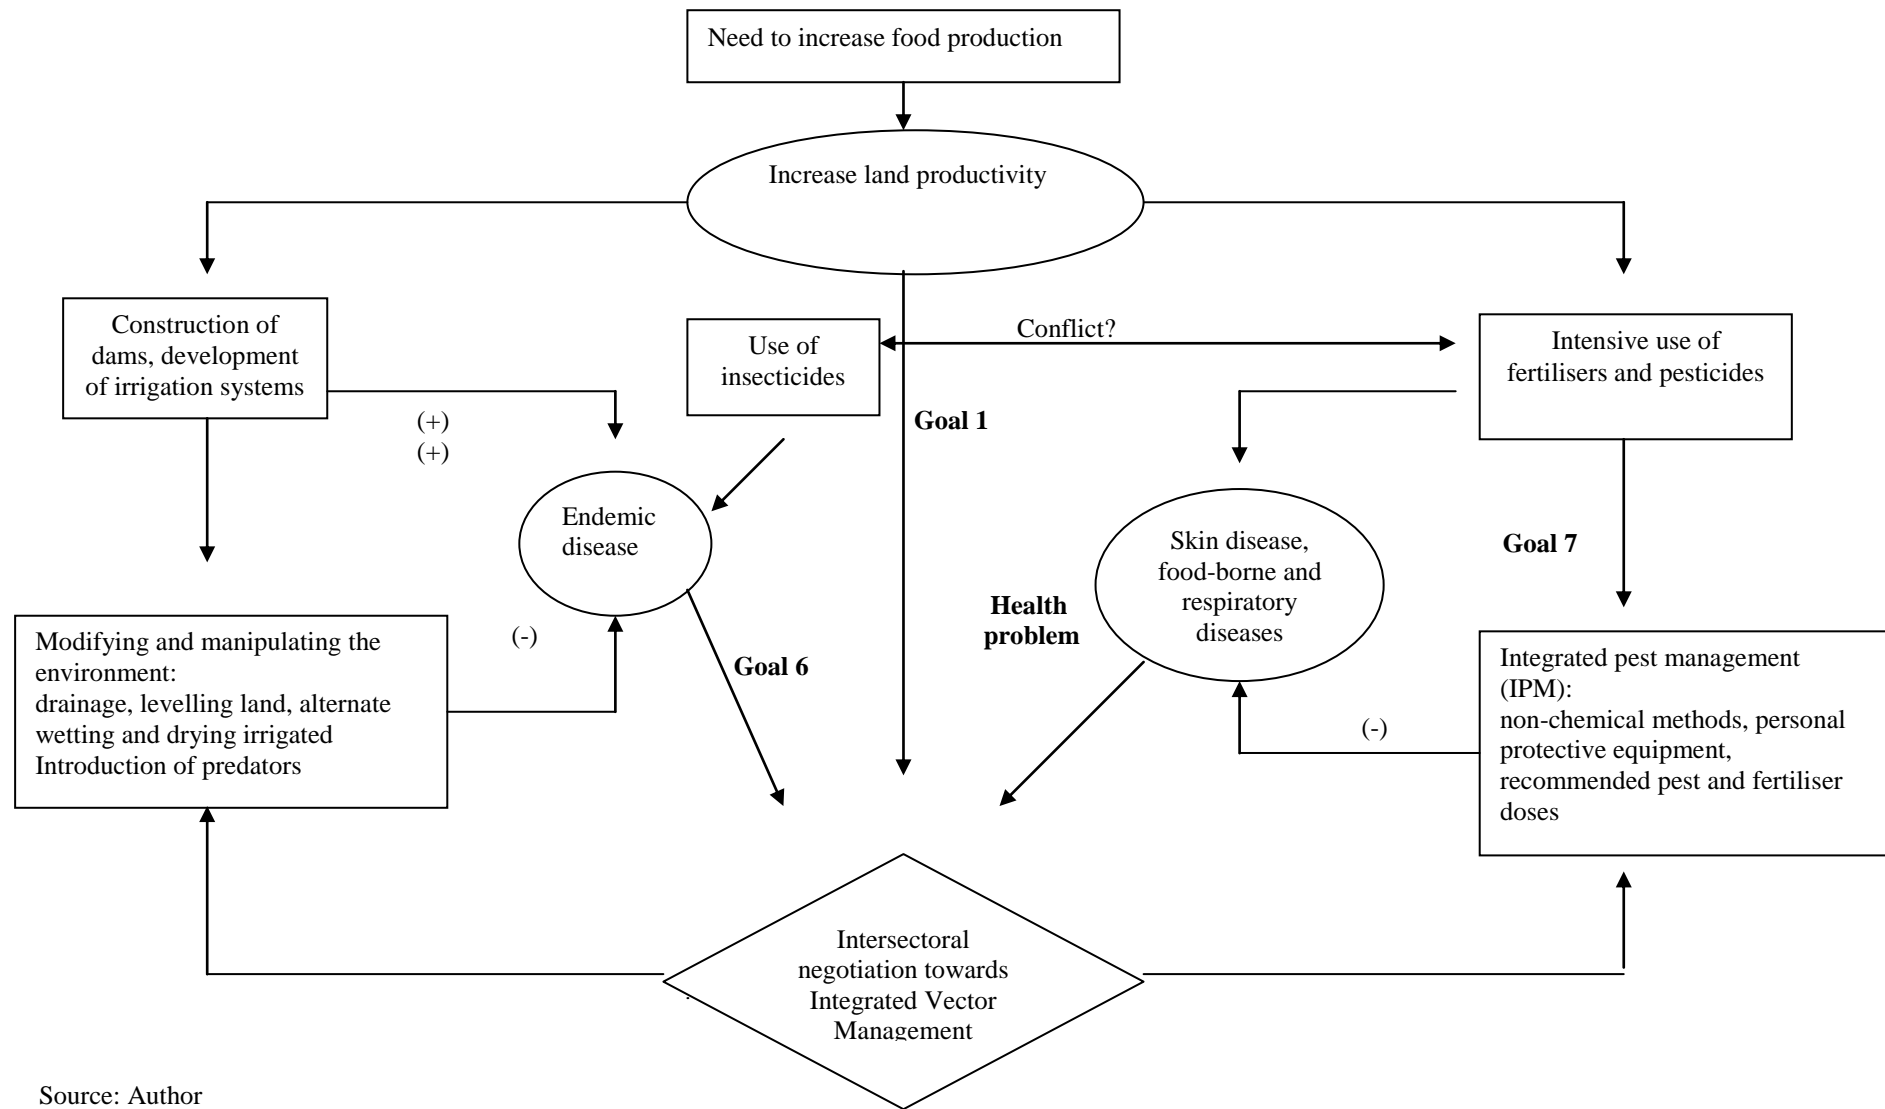 Need to increase food production
Increase land productivity
Construction of
dams, development
of irrigation systems
Use of
insecticides
Conflict?
Intensive use of
fertilisers and pesticides
(+)
(+)
Goal 1
Endemic
disease
Skin disease,
food-borne and
respiratory
diseases
Goal 7
Health
problem
Modifying and manipulating the
environment:
drainage, levelling land, alternate
wetting and drying irrigated
Introduction of predators
(-)
Goal 6
(-)
Integrated pest management
(IPM):
non-chemical methods, personal
protective equipment,
recommended pest and fertiliser
doses
Intersectoral
negotiation towards
Integrated Vector
Management
Source: Author